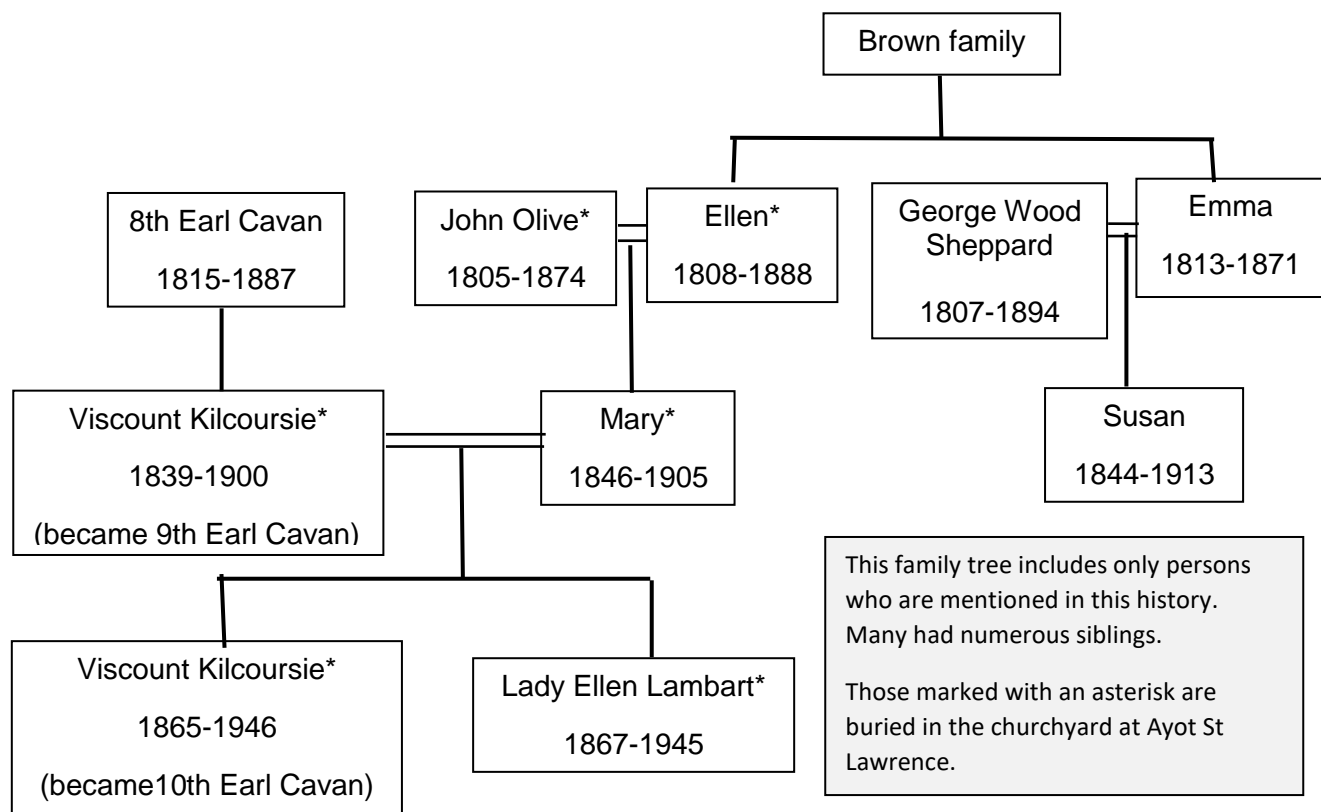 Brown family
8th Earl Cavan
1815-1887
John Olive*
1805-1874
Ellen*
1808-1888
George Wood
Sheppard
1807-1894
Emma
1813-1871
Viscount Kilcoursie*
1839-1900
(became 9th Earl Cavan)
Mary*
1846-1905
Susan
1844-1913
Viscount Kilcoursie*
1865-1946
(became10th Earl Cavan)
Lady Ellen Lambart*
1867-1945
This family tree includes only persons
who are mentioned in this history.
Many had numerous siblings.
Those marked with an asterisk are
buried in the churchyard at Ayot St
Lawrence.